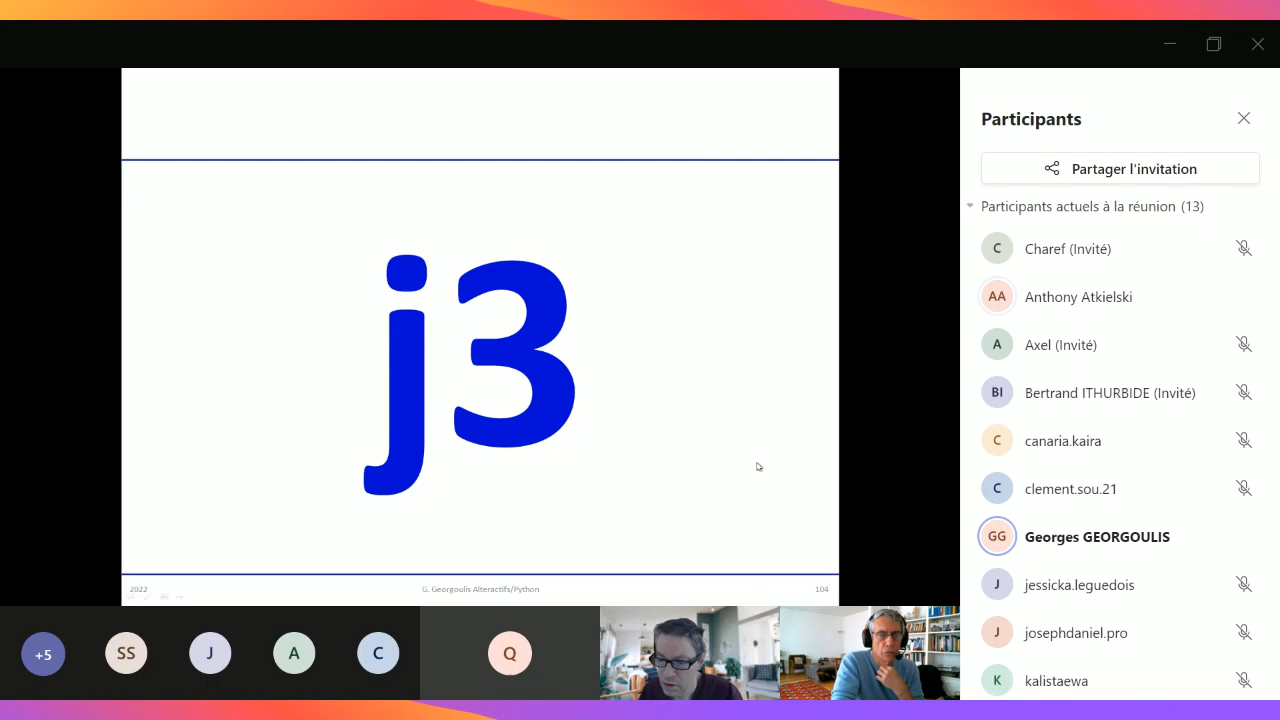 j3
2022
G. Georgoulis Alteractifs/Python
104
Participants
Partager l'invitation
Participants actuels à la réunion (13)
C
Charef (Invité)
AA
Anthony Atkielski
A
Axel (Invité)
BI
Bertrand ITHURBIDE (Invité)
C
canaria.kaira
C
clement.sou.21
GG
Georges GEORGOULIS
J
jessicka.leguedois
J
josephdaniel.pro
K
kalistaewa
+5
SS
J
A
C
Q